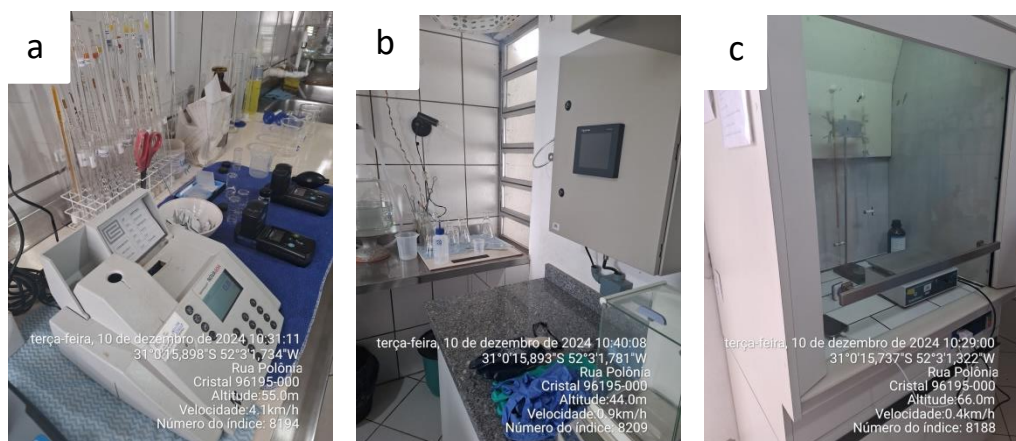 a
terça-feira, 10 de dezembro de 2024 10:31:11
31°0'15,898"S 52°3'1,734"W
Rua Polônia
Cristal 96195-000
Altitude:55.0m
Velocidade:4.1km/h
Número do índice: 8194
b
terça-feira, 10 de dezembro de 2024 10:40:08
31°0'15,893"S 52°3'1,781"W
Rua Polônia
Cristal 96195-000
Altitude:44.0m
Velocidade:0.9km/h
Número do índice: 8209
c
terça-feira, 10 de dezembro de 2024 10:29:00
31°0'15,737"S 52°3'1,322"W
Rua Polônia
Cristal 96195-000
Altitude:66.0m
Velocidade:0.4km/h
Número do índice: 8188